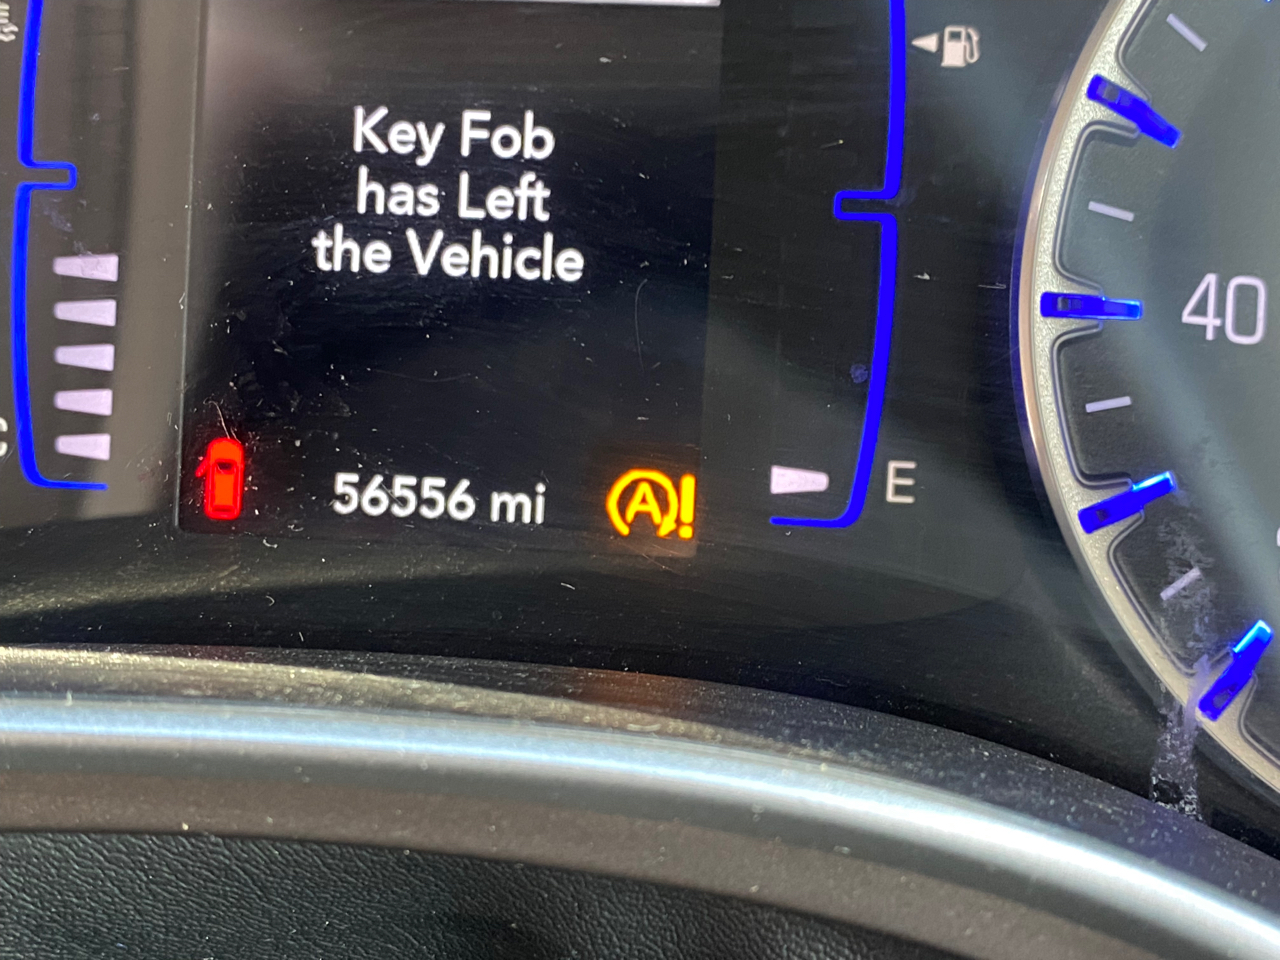 Key Fob
has Left
the Vehicle
40
56556 mi
A!
E
C